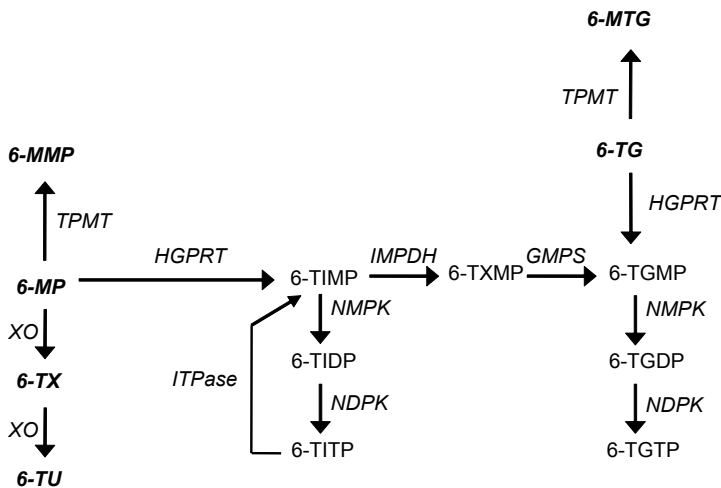 6-MTG
TPMT
6-MMP
6-TG
TPMT
HGPRT
HGPRT
IMPDH
GMPS
6-MP
6-TIMP
6-TXMP
6-TGMP
XO
NMPK
NMPK
ITPase
6-TX
6-TIDP
6-TGDP
XO
NDPK
NDPK
6-TU
6-TITP
6-TGTP